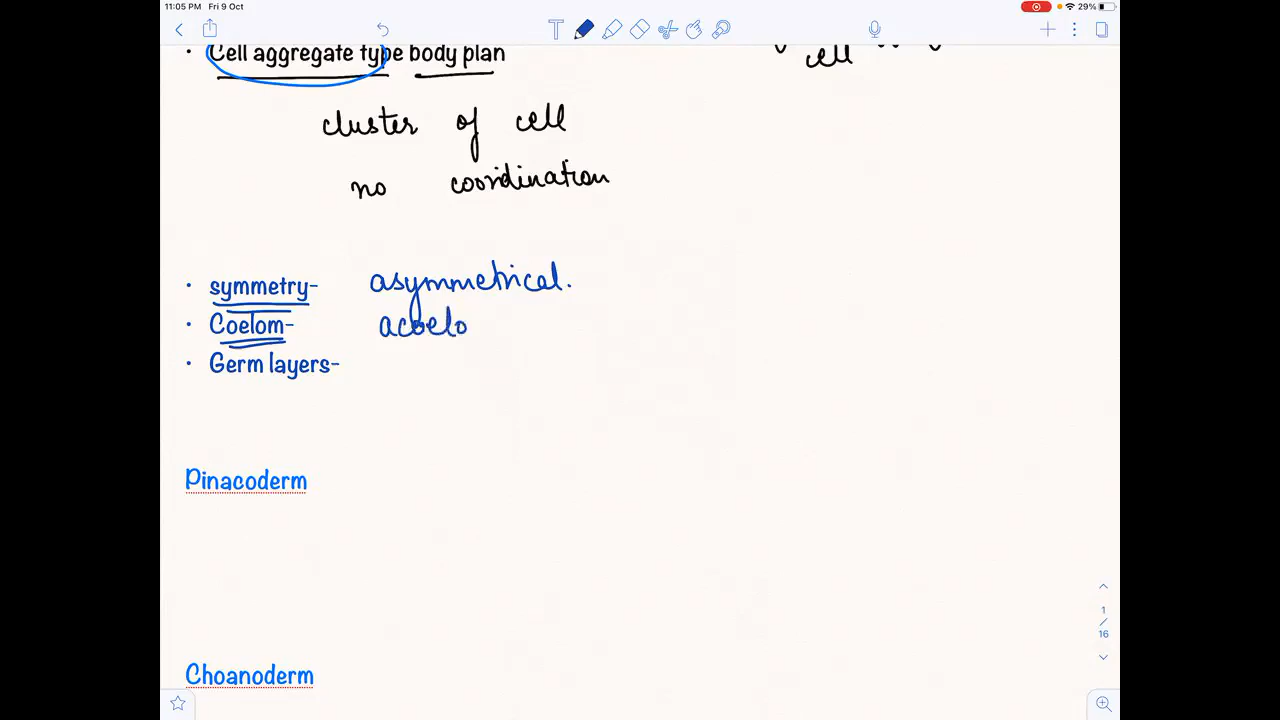 11:05 PM Fri 9 Oct
29%
T
• Cell aggregate type body plan
cell
cluster of cell
no coordination
• symmetry- asymmetrical.
• Coelom- acoelo
• Germ layers-
Pinacoderm
1
/
16
Choanoderm